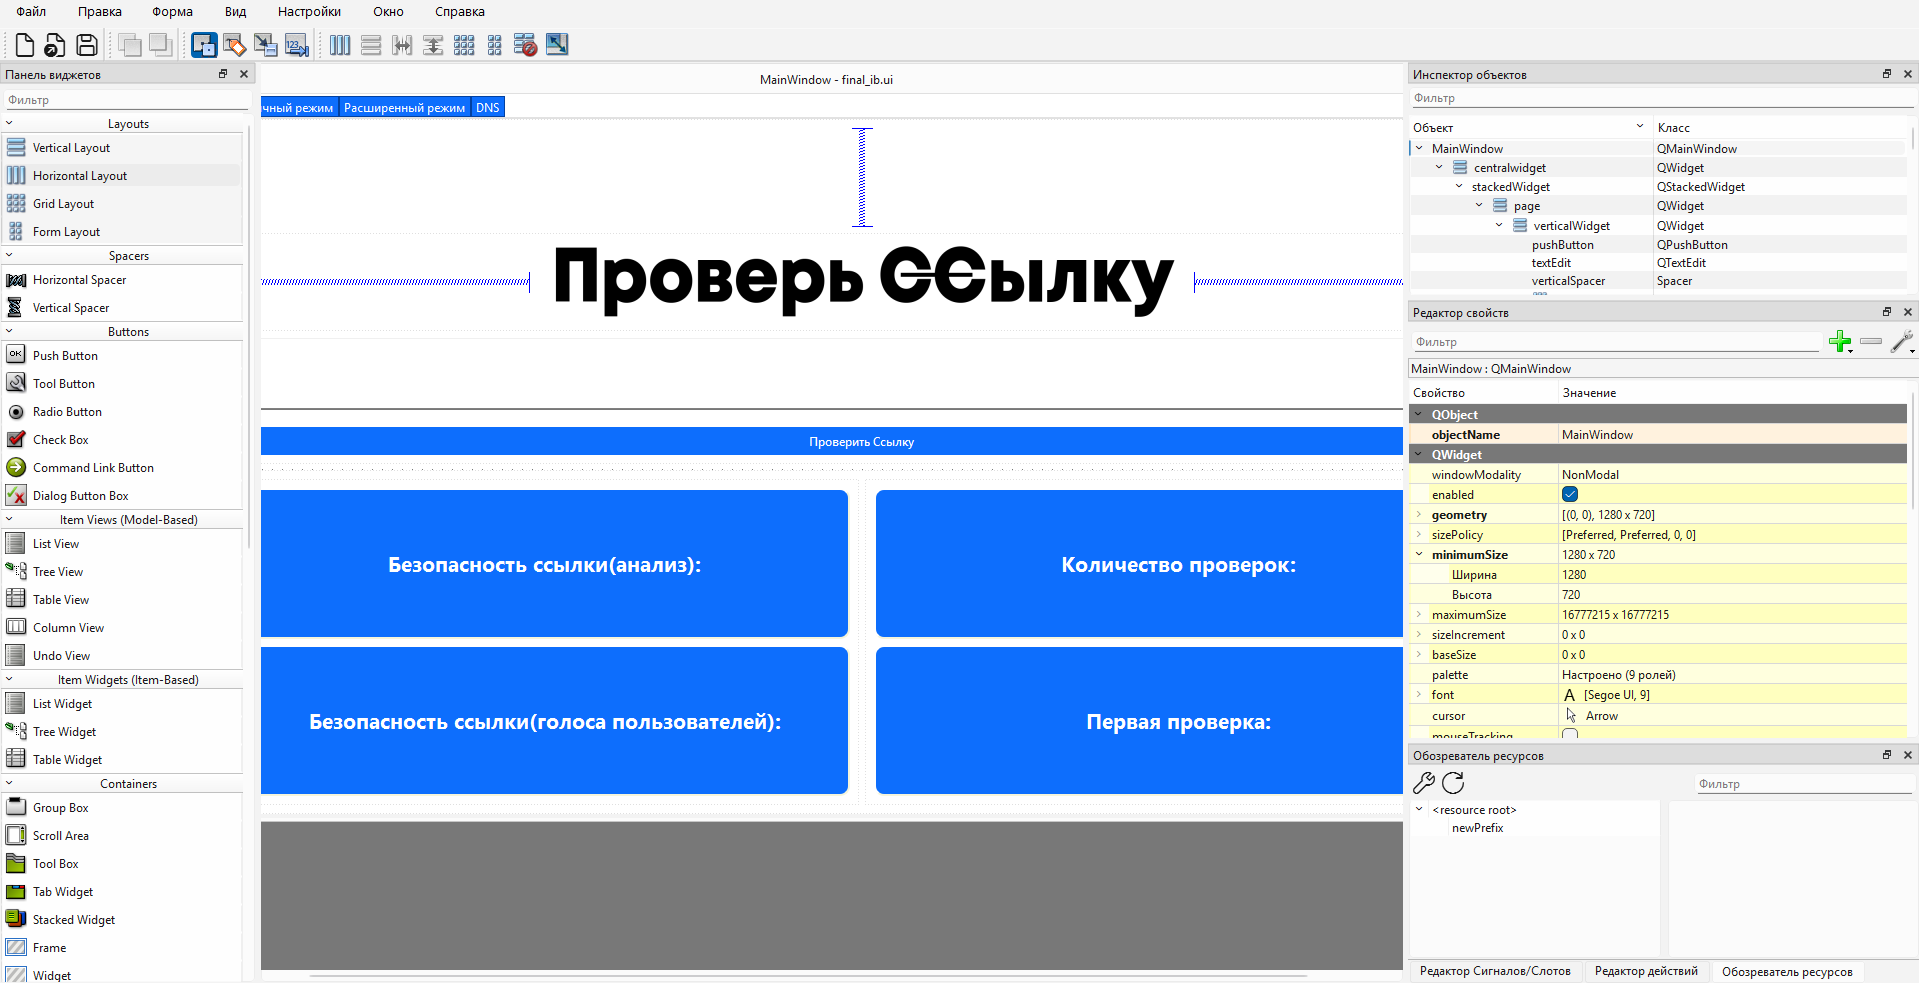 Файл Правка Форма Вид Настройки Окно Справка
Панель виджетов
Фильтр
Layouts
Vertical Layout
Horizontal Layout
Grid Layout
Form Layout
Spacers
Horizontal Spacer
Vertical Spacer
Buttons
Push Button
Tool Button
Radio Button
Check Box
Command Link Button
Dialog Button Box
Item Views (Model-Based)
List View
Tree View
Table View
Column View
Undo View
Item Widgets (Item-Based)
List Widget
Tree Widget
Table Widget
Containers
Group Box
Scroll Area
Tool Box
Tab Widget
Stacked Widget
Frame
Widget
MainWindow - final_ib.ui
чный режим Расширенный режим DNS
Проверь ССылку
Проверить Ссылку
Безопасность ссылки(анализ):
Количество проверок:
Безопасность ссылки(голоса пользователей):
Первая проверка:
Инспектор объектов
Фильтр
Объект Класс
MainWindow QMainWindow
centralwidget QWidget
stackedWidget QStackedWidget
page QWidget
verticalWidget QWidget
pushButton QPushButton
textEdit QTextEdit
verticalSpacer Spacer
Редактор свойств
Фильтр
MainWindow : QMainWindow
Свойство Значение
QObject
objectName MainWindow
QWidget
windowModality NonModal
enabled
geometry [(0, 0), 1280 x 720]
sizePolicy [Preferred, Preferred, 0, 0]
minimumSize 1280 x 720
Ширина 1280
Высота 720
maximumSize 16777215 x 16777215
sizeIncrement 0 x 0
baseSize 0 x 0
palette Настроено (9 ролей)
font A [Segoe UI, 9]
cursor Arrow
mouseTracking
Обозреватель ресурсов
Фильтр
<resource root>
newPrefix
Редактор Сигналов/Слотов Редактор действий Обозреватель ресурсов